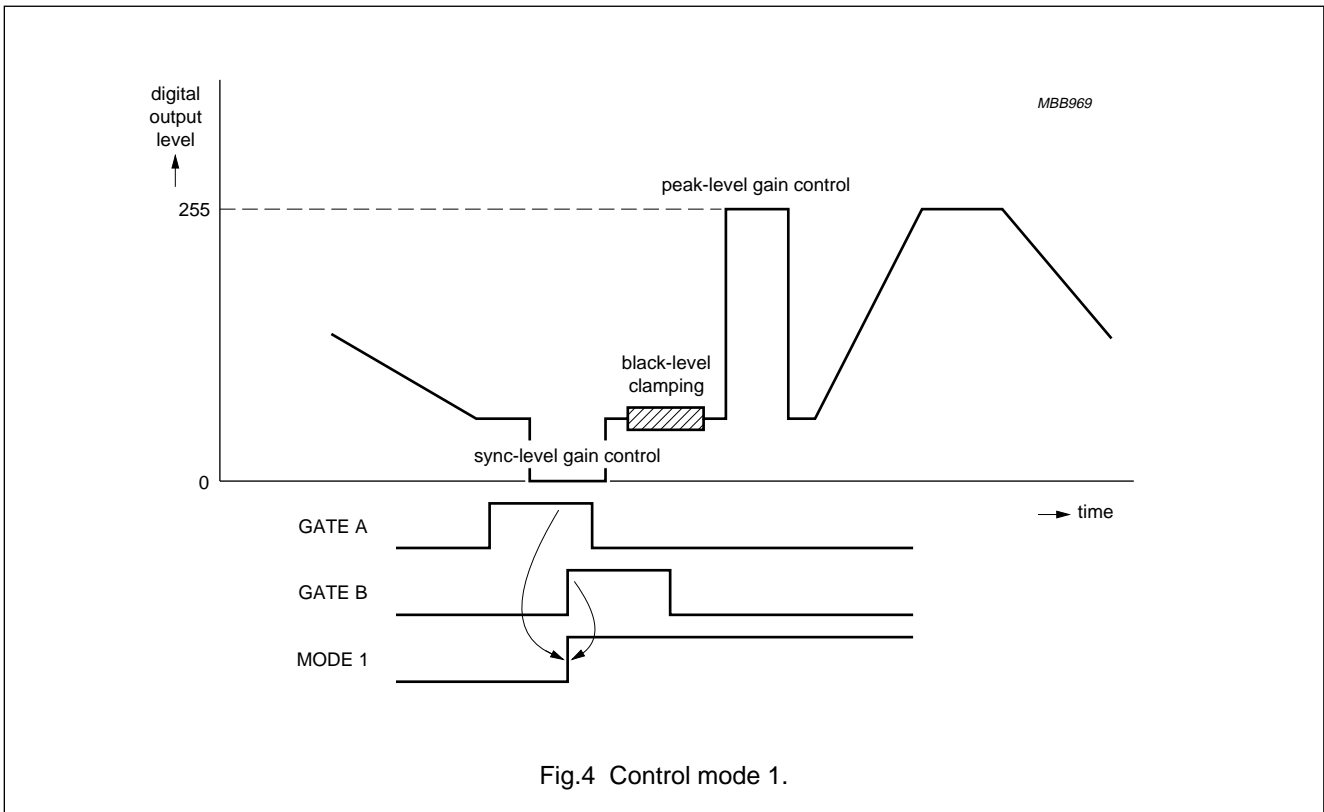 digital
output
level
MBB969
peak-level gain control
255
black-level
clamping
sync-level gain control
0
time
GATE A
GATE B
MODE 1
Fig.4 Control mode 1.